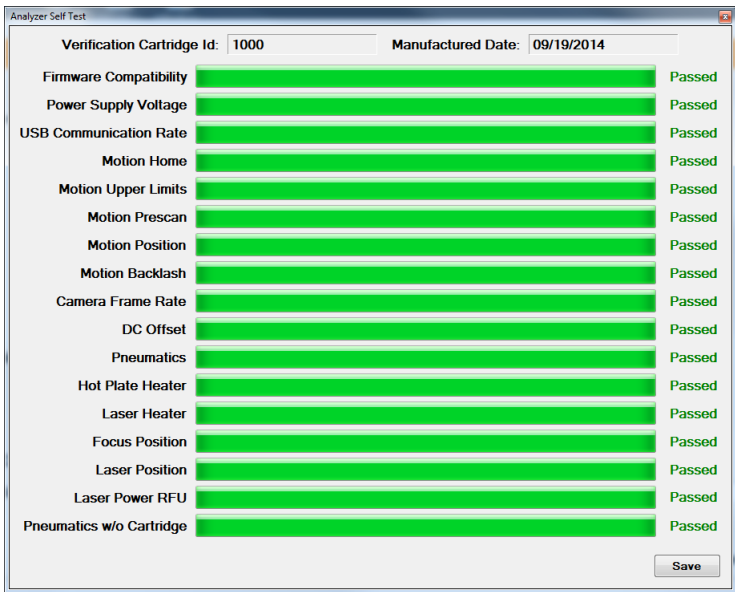 Analyzer Self Test
Verification Cartridge Id: 1000 Manufactured Date: 09/19/2014
Firmware Compatibility Passed
Power Supply Voltage Passed
USB Communication Rate Passed
Motion Home Passed
Motion Upper Limits Passed
Motion Prescan Passed
Motion Position Passed
Motion Backlash Passed
Camera Frame Rate Passed
DC Offset Passed
Pneumatics Passed
Hot Plate Heater Passed
Laser Heater Passed
Focus Position Passed
Laser Position Passed
Laser Power RFU Passed
Pneumatics w/o Cartridge Passed
Save